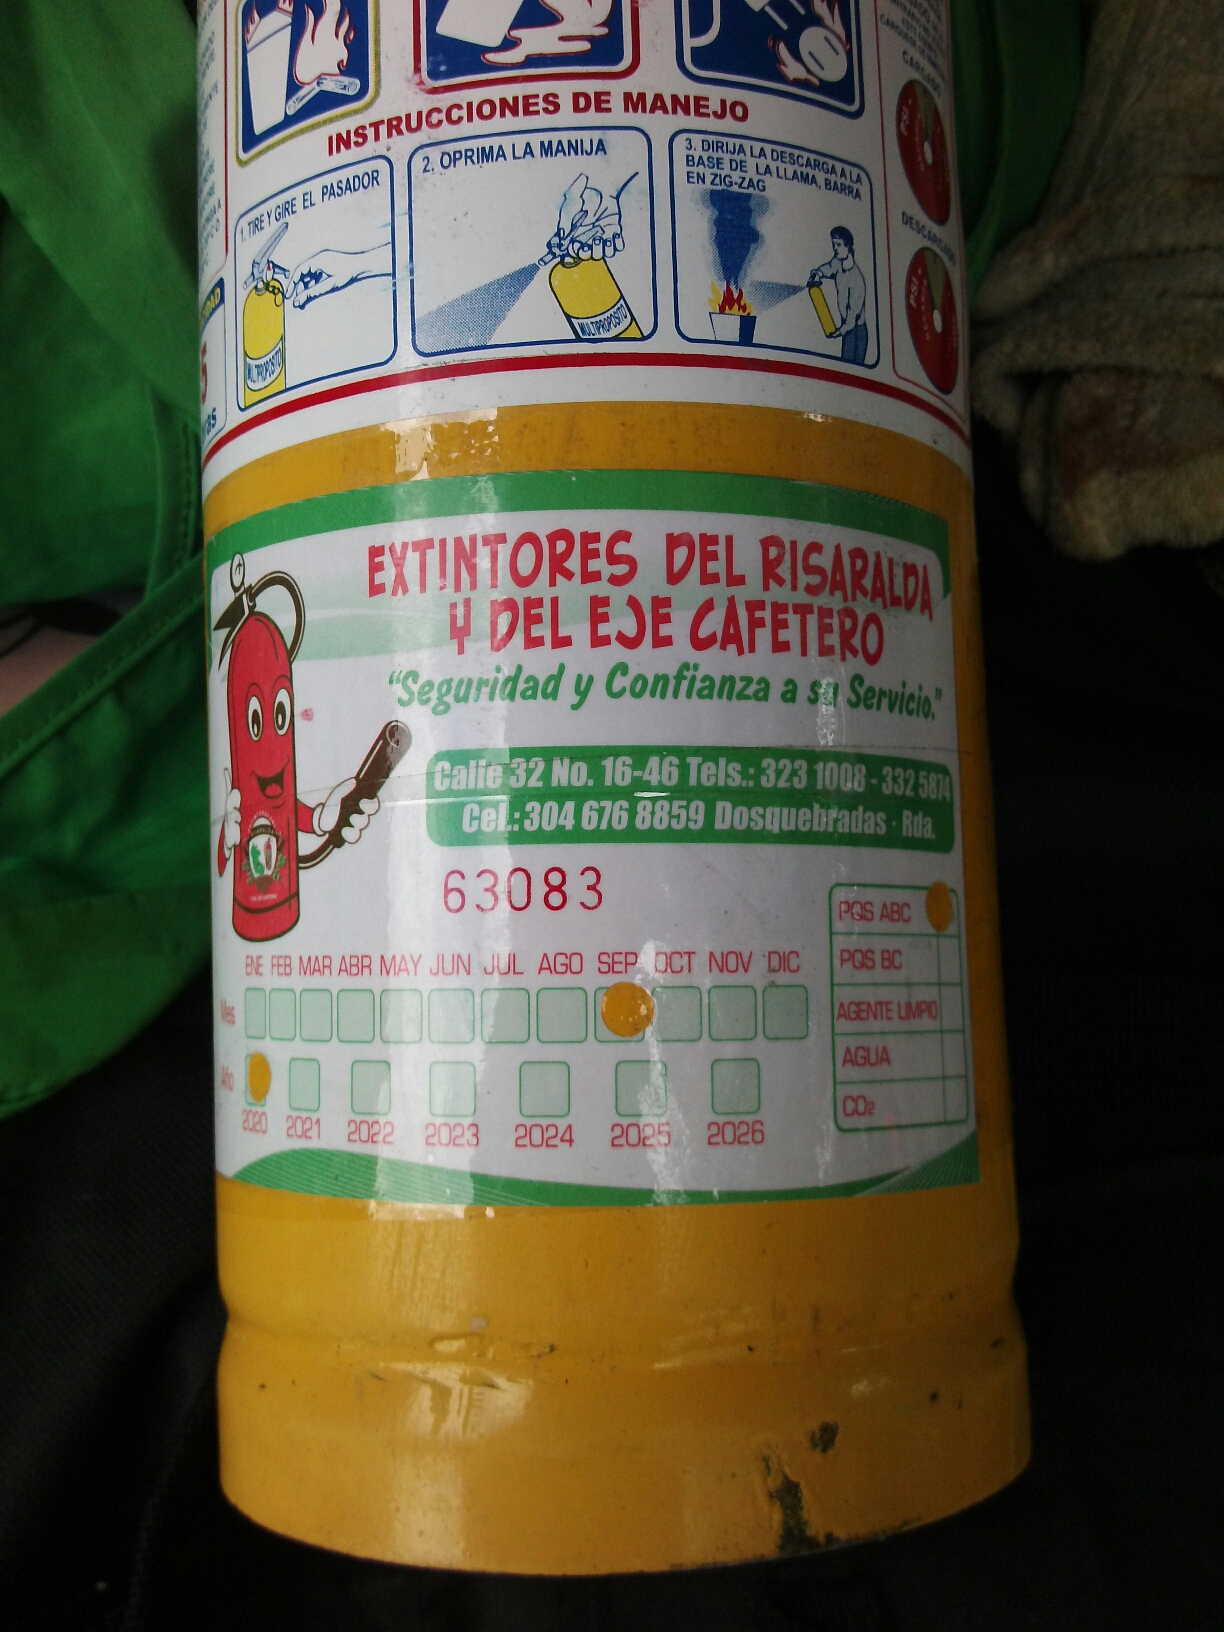 INSTRUCCIONES DE MANEJO
1. TIRE Y GIRE EL PASADOR
MULTIPROPOSITO
2. OPRIMA LA MANIJA
MULTIPROPOSITO
3. DIRIJA LA DESCARGA A LA
BASE DE LA LLAMA, BARRA
EN ZIG-ZAG
CARGADO
PSI
DESCARGADO
PSI
EXTINTORES DEL RISARALDA
Y DEL EJE CAFETERO
"Seguridad y Confianza a su Servicio."
Calle 32 No. 16-46 Tels.: 323 1008 - 332 5874
Cel.: 304 676 8859 Dosquebradas · Rda.
63083
ENE FEB MAR ABR MAY JUN JUL AGO SEP OCT NOV DIC
Mes
Año
2020 2021 2022 2023 2024 2025 2026
PQS ABC
PQS BC
AGENTE LIMPIO
AGUA
CO₂